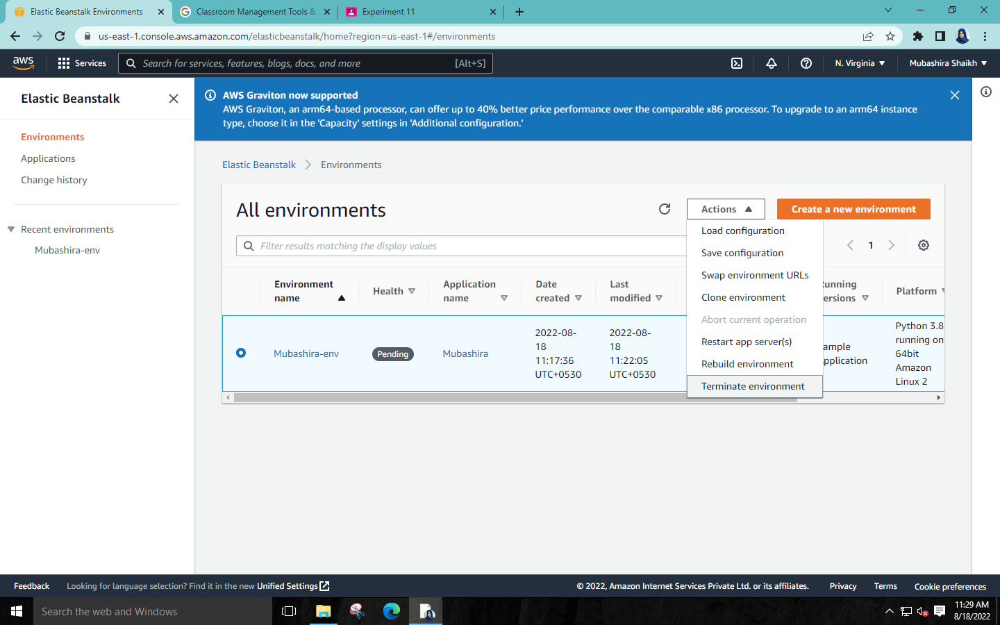 Elastic Beanstalk Environments
Classroom Management Tools &
Experiment 11
us-east-1.console.aws.amazon.com/elasticbeanstalk/home?region=us-east-1#/environments
aws
Services
Search for services, features, blogs, docs, and more
[Alt+S]
N. Virginia
Mubashira Shaikh
Elastic Beanstalk
Environments
Applications
Change history
Recent environments
Mubashira-env
AWS Graviton now supported
AWS Graviton, an arm64-based processor, can offer up to 40% better price performance over the comparable x86 processor. To upgrade to an arm64 instance
type, choose it in the 'Capacity' settings in 'Additional configuration.'
Elastic Beanstalk
Environments
All environments
Actions
Create a new environment
Filter results matching the display values
1
Load configuration
Save configuration
Swap environment URLs
Clone environment
Abort current operation
Restart app server(s)
Rebuild environment
Terminate environment
Environment
name
Health
Application
name
Date
created
Last
modified
Running
ersions
Platform
Mubashira-env
Pending
Mubashira
2022-08-
18
11:17:36
UTC+0530
2022-08-
18
11:22:05
UTC+0530
ample
pplication
Python 3.8
running on
64bit
Amazon
Linux 2
Feedback
Looking for language selection? Find it in the new Unified Settings
© 2022, Amazon Internet Services Private Ltd. or its affiliates.
Privacy
Terms
Cookie preferences
Search the web and Windows
11:29 AM
8/18/2022